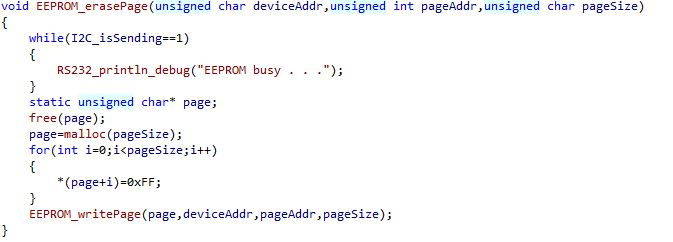 void EEPROM_erasePage(unsigned char deviceAddr,unsigned int pageAddr,unsigned char pageSize)
{
    while(I2C_isSending==1)
    {
        RS232_println_debug("EEPROM busy . . .");
    }
    static unsigned char* page;
    free(page);
    page=malloc(pageSize);
    for(int i=0;i<pageSize;i++)
    {
        *(page+i)=0xFF;
    }
    EEPROM_writePage(page,deviceAddr,pageAddr,pageSize);
}